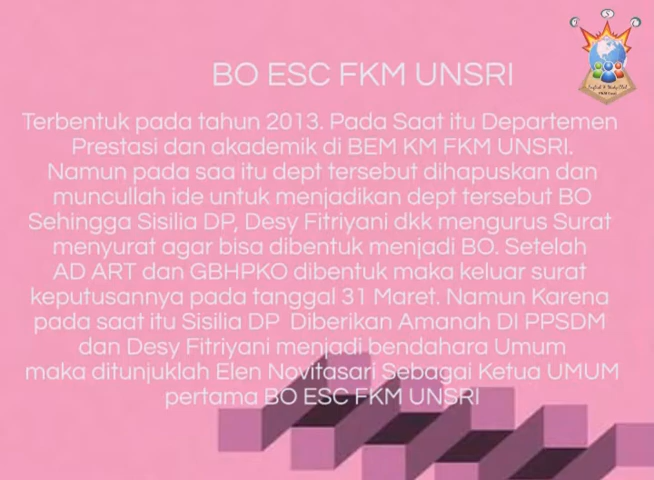 E S C
BO ESC FKM UNSRI
Terbentuk pada tahun 2013. Pada Saat itu Departemen
Prestasi dan akademik di BEM KM FKM UNSRI.
Namun pada saa itu dept tersebut dihapuskan dan
muncullah ide untuk menjadikan dept tersebut BO
Sehingga Sisilia DP, Desy Fitriyani dkk mengurus Surat
menyurat agar bisa dibentuk menjadi BO. Setelah
AD ART dan GBHPKO dibentuk maka keluar surat
keputusannya pada tanggal 31 Maret. Namun Karena
pada saat itu Sisilia DP Diberikan Amanah DI PPSDM
dan Desy Fitriyani menjadi bendahara Umum
maka ditunjuklah Elen Novitasari Sebagai Ketua UMUM
pertama BO ESC FKM UNSRI